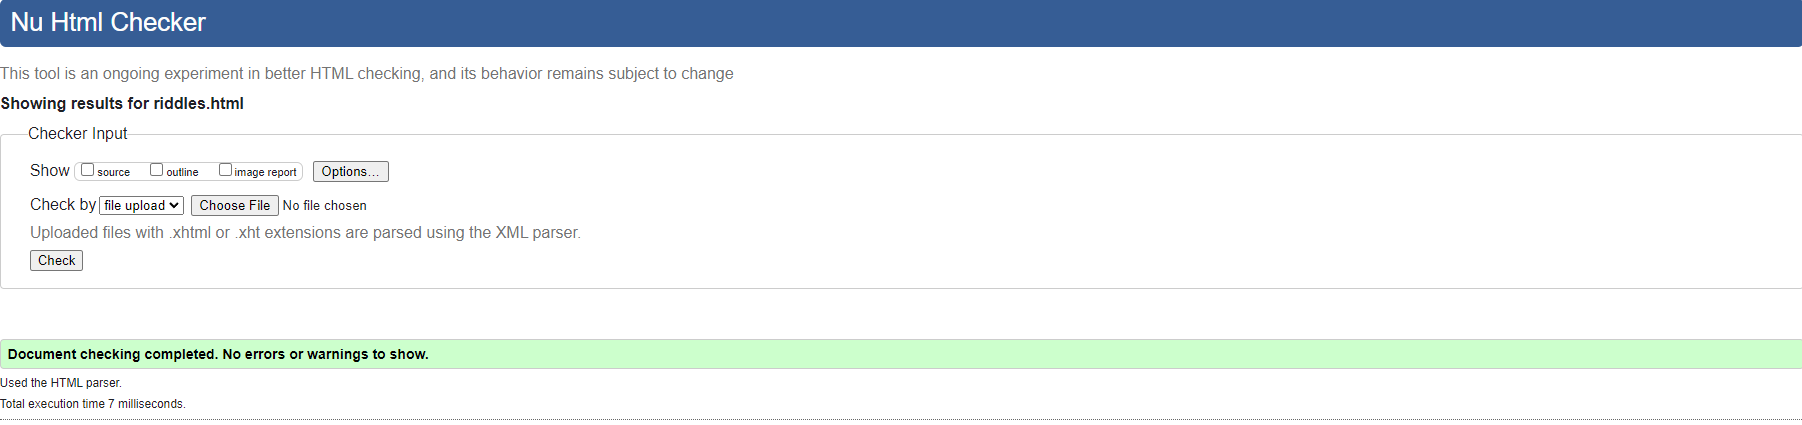 Nu Html Checker
This tool is an ongoing experiment in better HTML checking, and its behavior remains subject to change
Showing results for riddles.html
Checker Input
Show source outline image report Options...
Check by file upload Choose File No file chosen
Uploaded files with .xhtml or .xht extensions are parsed using the XML parser.
Check
Document checking completed. No errors or warnings to show.
Used the HTML parser.
Total execution time 7 milliseconds.